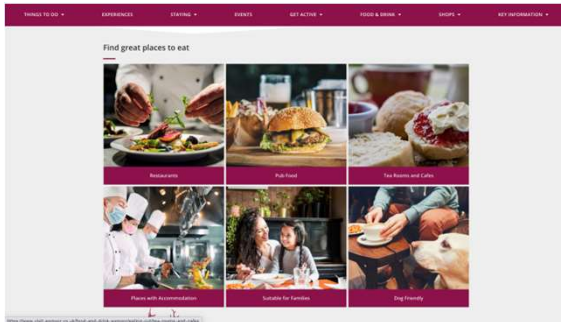 THINGS TO DO EXPERIENCES STAYING EVENTS GET ACTIVE FOOD & DRINK SHOPS KEY INFORMATION
Find great places to eat
Restaurants Pub Food Tea Rooms and Cafes
Places with Accommodation Suitable for Families Dog Friendly